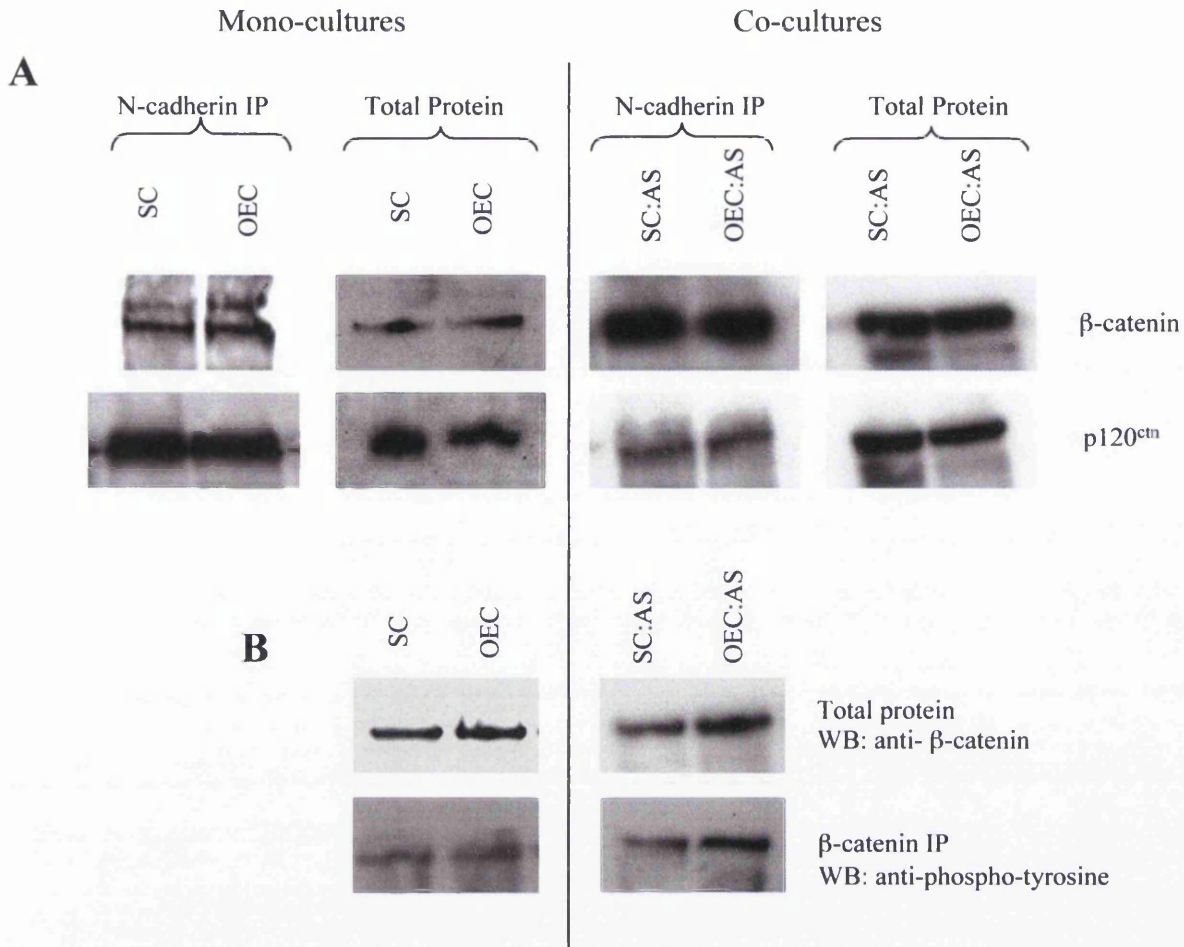 Mono-cultures
Co-cultures
A
N-cadherin IP
Total Protein
N-cadherin IP
Total Protein
SC
OEC
SC
OEC
SC:AS
OEC:AS
SC:AS
OEC:AS
β-catenin
p120ctn
B
SC
OEC
SC:AS
OEC:AS
Total protein
WB: anti- β-catenin
β-catenin IP
WB: anti-phospho-tyrosine